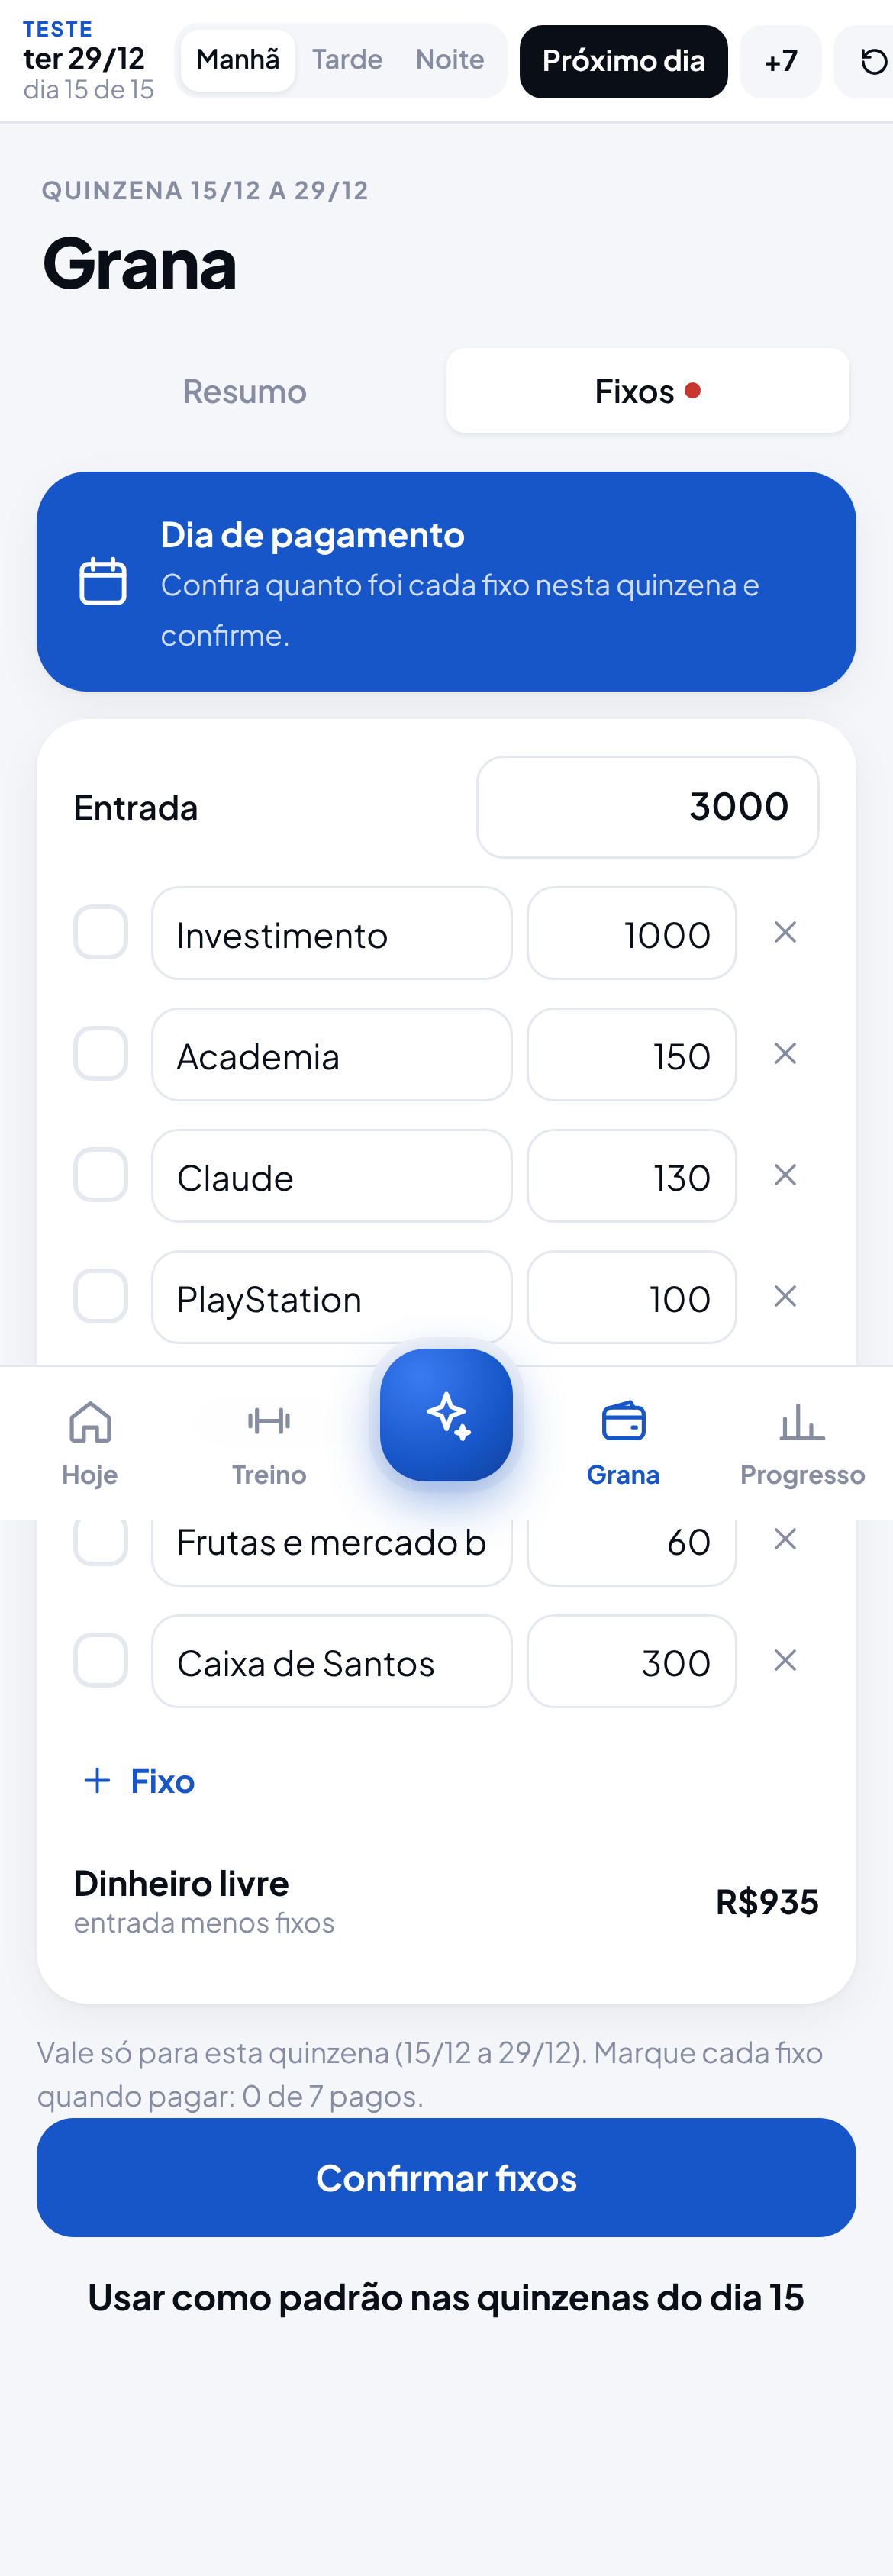 TESTE
ter 29/12
dia 15 de 15
Manhã
Tarde
Noite
Próximo dia
+7
QUINZENA 15/12 A 29/12
Grana
Resumo
Fixos
Dia de pagamento
Confira quanto foi cada fixo nesta quinzena e
confirme.
Entrada
3000
Investimento
1000
Academia
150
Claude
130
PlayStation
100
Hoje
Treino
Grana
Progresso
Frutas e mercado b
60
Caixa de Santos
300
+ Fixo
Dinheiro livre
entrada menos fixos
R$935
Vale só para esta quinzena (15/12 a 29/12). Marque cada fixo
quando pagar: 0 de 7 pagos.
Confirmar fixos
Usar como padrão nas quinzenas do dia 15